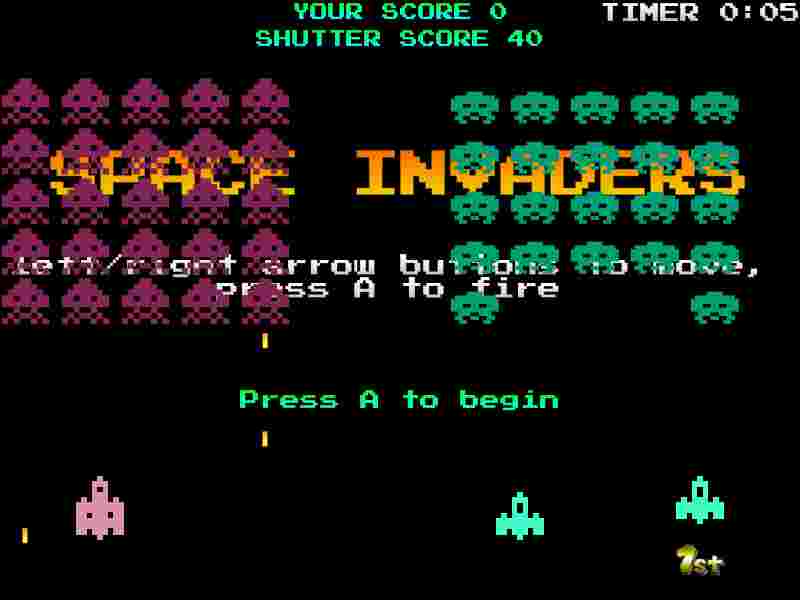 YOUR SCORE 0
TIMER 0:05
SHUTTER SCORE 40
SPACE INVADERS
left/right arrow buttons to move,
press A to fire
Press A to begin
1st